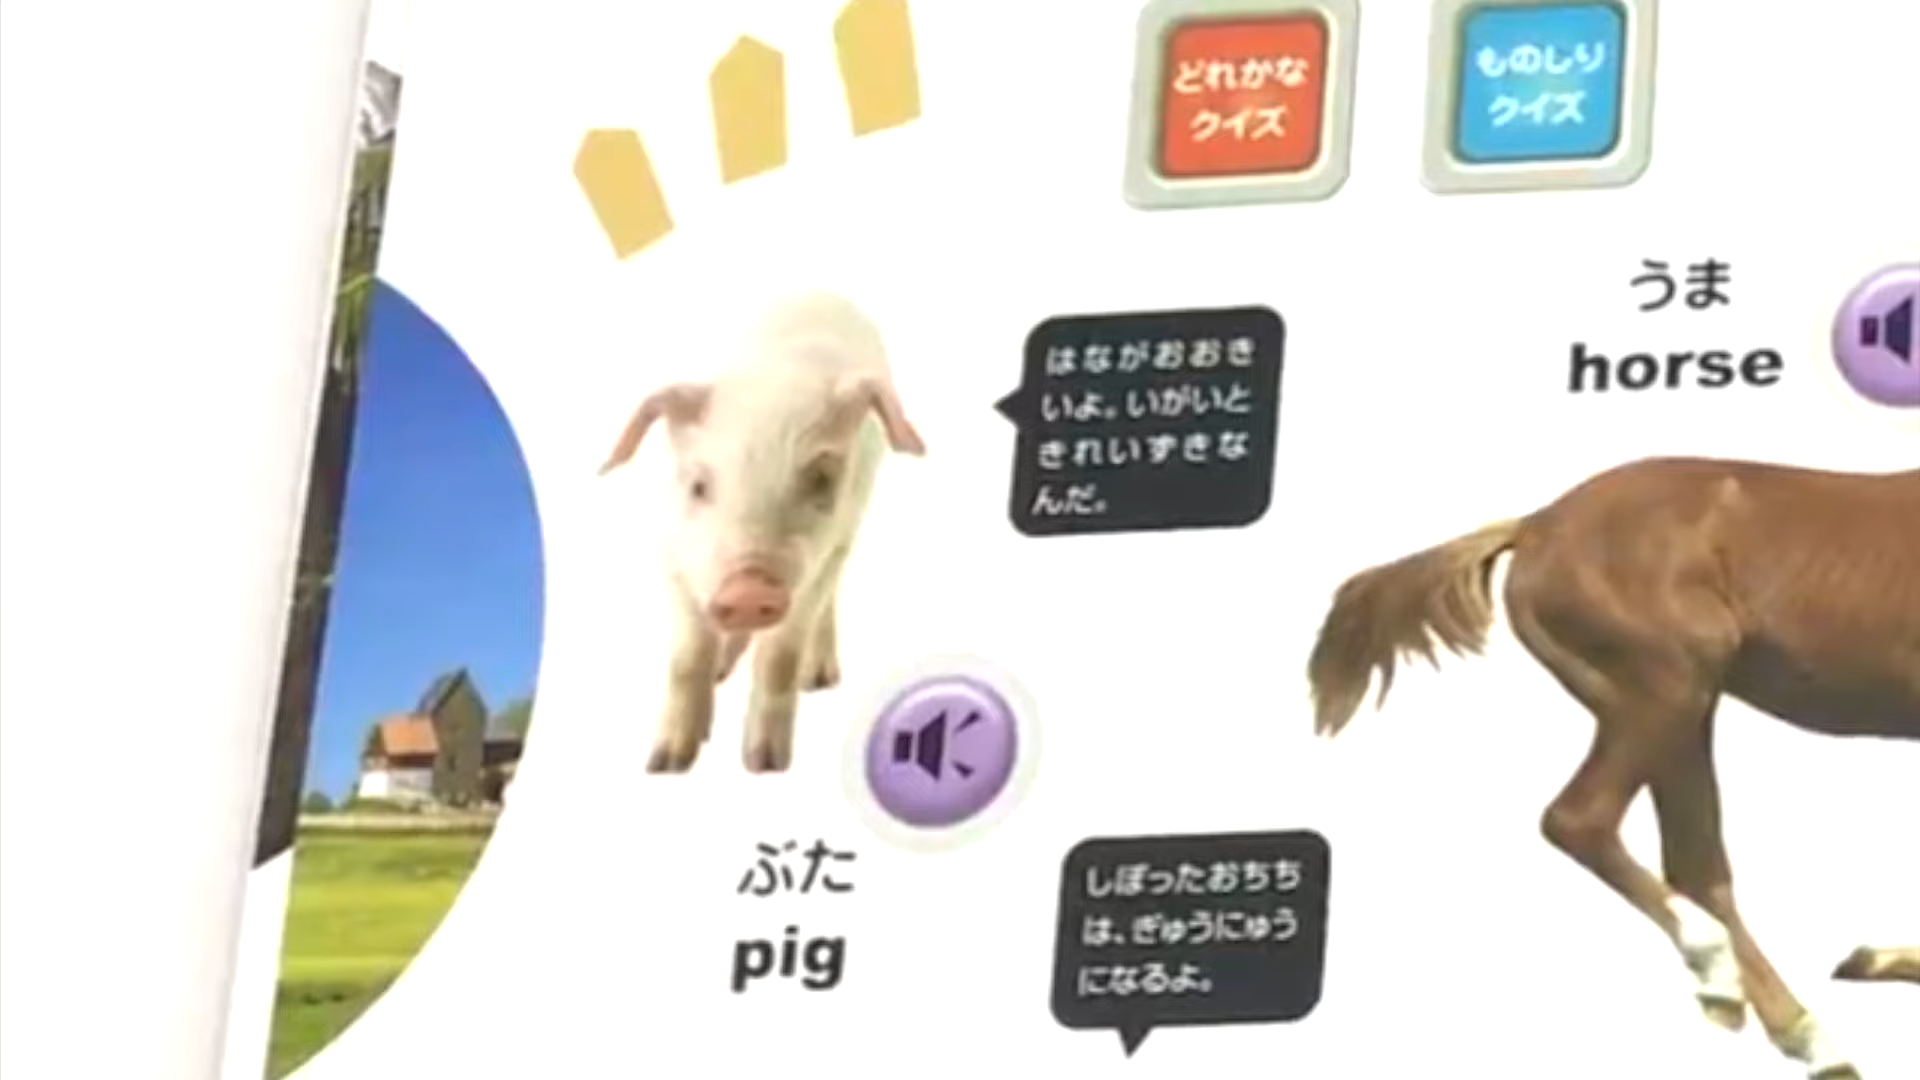 どれかな
クイズ
ものしり
クイズ
うま
horse
はながおおき
いよ。いがいと
きれいずきな
んだ。
ぶた
pig
しぼったおちち
は、ぎゅうにゅう
になるよ。